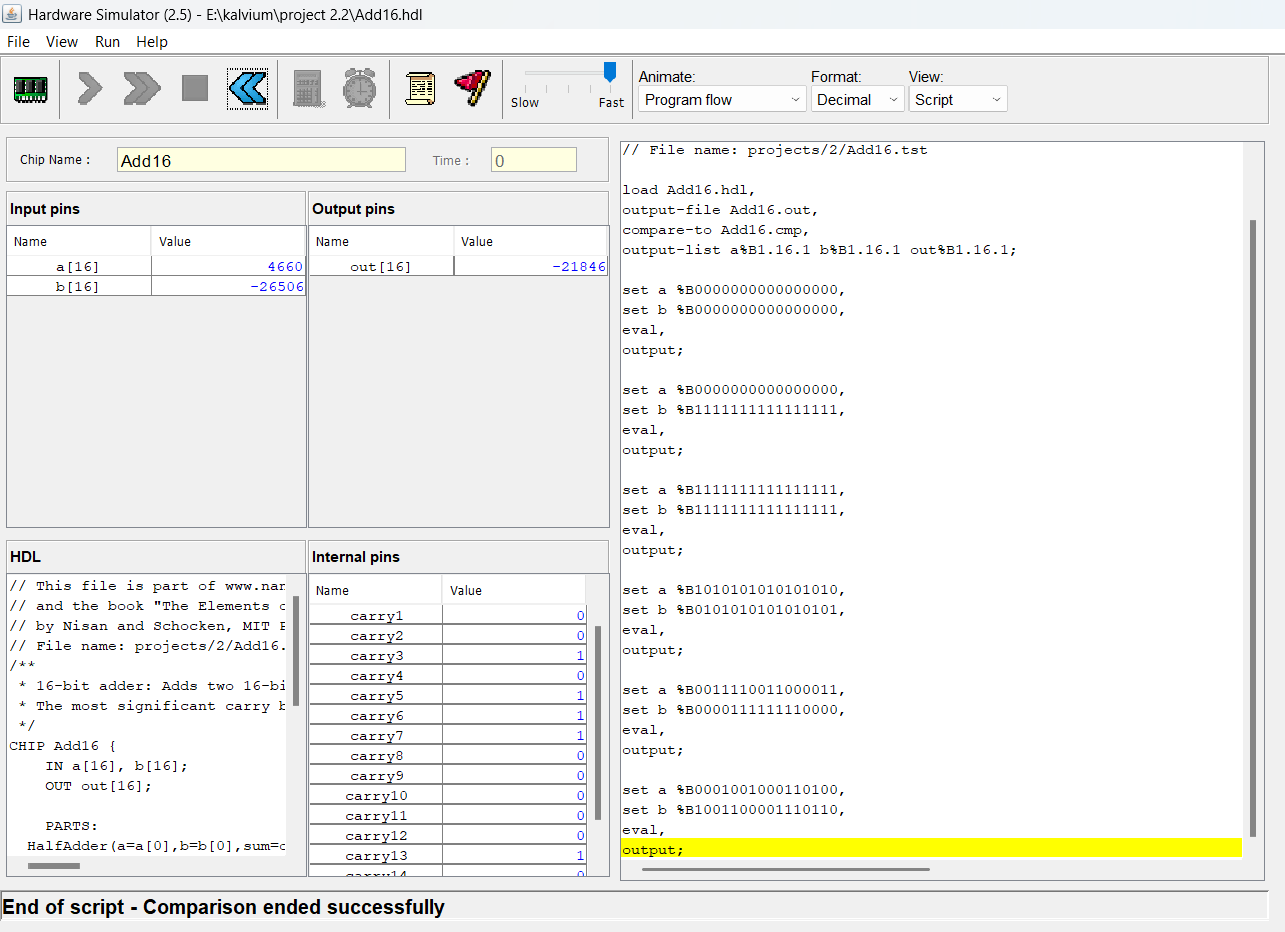 Hardware Simulator (2.5) - E:\kalvium\project 2.2\Add16.hdl
File View Run Help
Slow Fast
Animate: Format: View:
Program flow Decimal Script
Chip Name : Add16 Time : 0
Input pins
Name Value
a[16] 4660
b[16] -26506
Output pins
Name Value
out[16] -21846
HDL
// This file is part of www.nan
// and the book "The Elements o
// by Nisan and Schocken, MIT P
// File name: projects/2/Add16.
/**
* 16-bit adder: Adds two 16-bi
* The most significant carry b
*/
CHIP Add16 {
IN a[16], b[16];
OUT out[16];
PARTS:
HalfAdder(a=a[0],b=b[0],sum=o
Internal pins
Name Value
carry1 0
carry2 0
carry3 1
carry4 0
carry5 1
carry6 1
carry7 1
carry8 0
carry9 0
carry10 0
carry11 0
carry12 0
carry13 1
carry14 0
// File name: projects/2/Add16.tst
load Add16.hdl,
output-file Add16.out,
compare-to Add16.cmp,
output-list a%B1.16.1 b%B1.16.1 out%B1.16.1;
set a %B0000000000000000,
set b %B0000000000000000,
eval,
output;
set a %B0000000000000000,
set b %B1111111111111111,
eval,
output;
set a %B1111111111111111,
set b %B1111111111111111,
eval,
output;
set a %B1010101010101010,
set b %B0101010101010101,
eval,
output;
set a %B0011110011000011,
set b %B0000111111110000,
eval,
output;
set a %B0001001000110100,
set b %B1001100001110110,
eval,
output;
End of script - Comparison ended successfully